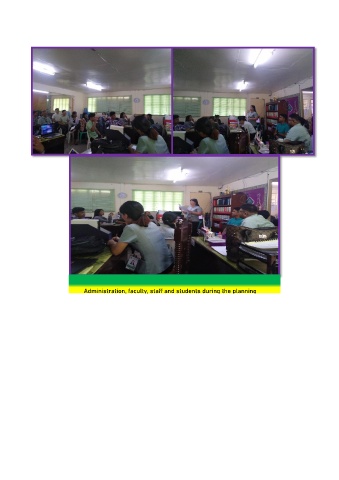 Administration, faculty, staff and students during the planning